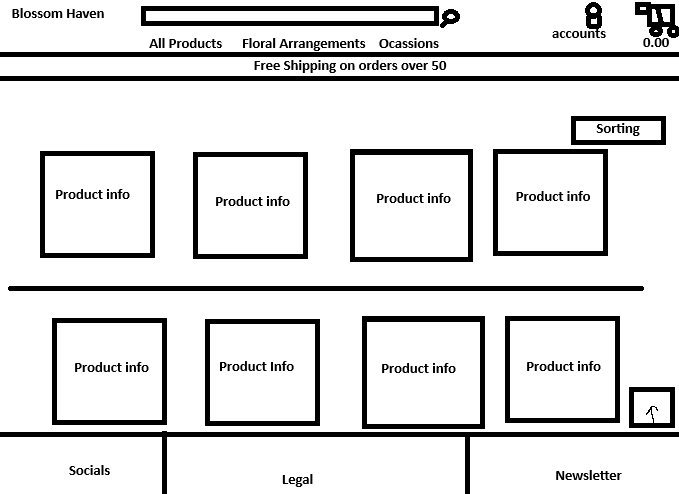 Blossom Haven
accounts
0.00
All Products Floral Arrangements Ocassions
Free Shipping on orders over 50
Sorting
Product info
Product info
Product info
Product info
Product info
Product Info
Product info
Product info
Socials
Legal
Newsletter